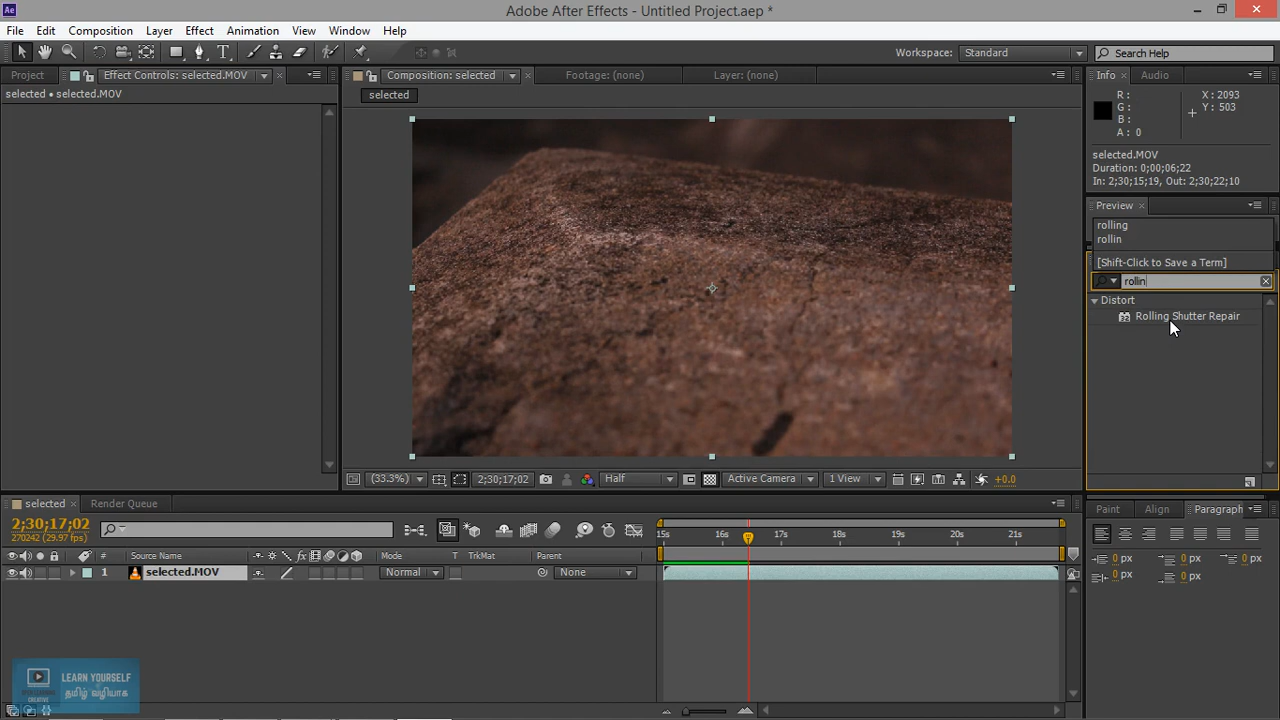 Ae
Adobe After Effects - Untitled Project.aep *
File Edit Composition Layer Effect Animation View Window Help
Workspace: Standard Search Help
Project Effect Controls: selected.MOV Composition: selected Footage: (none) Layer: (none) Info Audio
selected • selected.MOV
selected
R :
G :
B :
A : 0
X : 2093
Y : 503
selected.MOV
Duration: 0;00;06;22
In: 2;30;15;19, Out: 2;30;22;10
Preview
rolling
rollin
[Shift-Click to Save a Term]
rollin
Distort
Rolling Shutter Repair
(33.3%) 2;30;17;02 Half Active Camera 1 View +0.0
selected Render Queue
Paint Align Paragraph
2;30;17;02
270242 (29.97 fps)
15s 16s 17s 18s 19s 20s 21s
# Source Name Mode T TrkMat Parent
1 selected.MOV Normal None
0 px 0 px 0 px
0 px 0 px
LEARN YOURSELF
தமிழ் வழியாக
CREATIVE